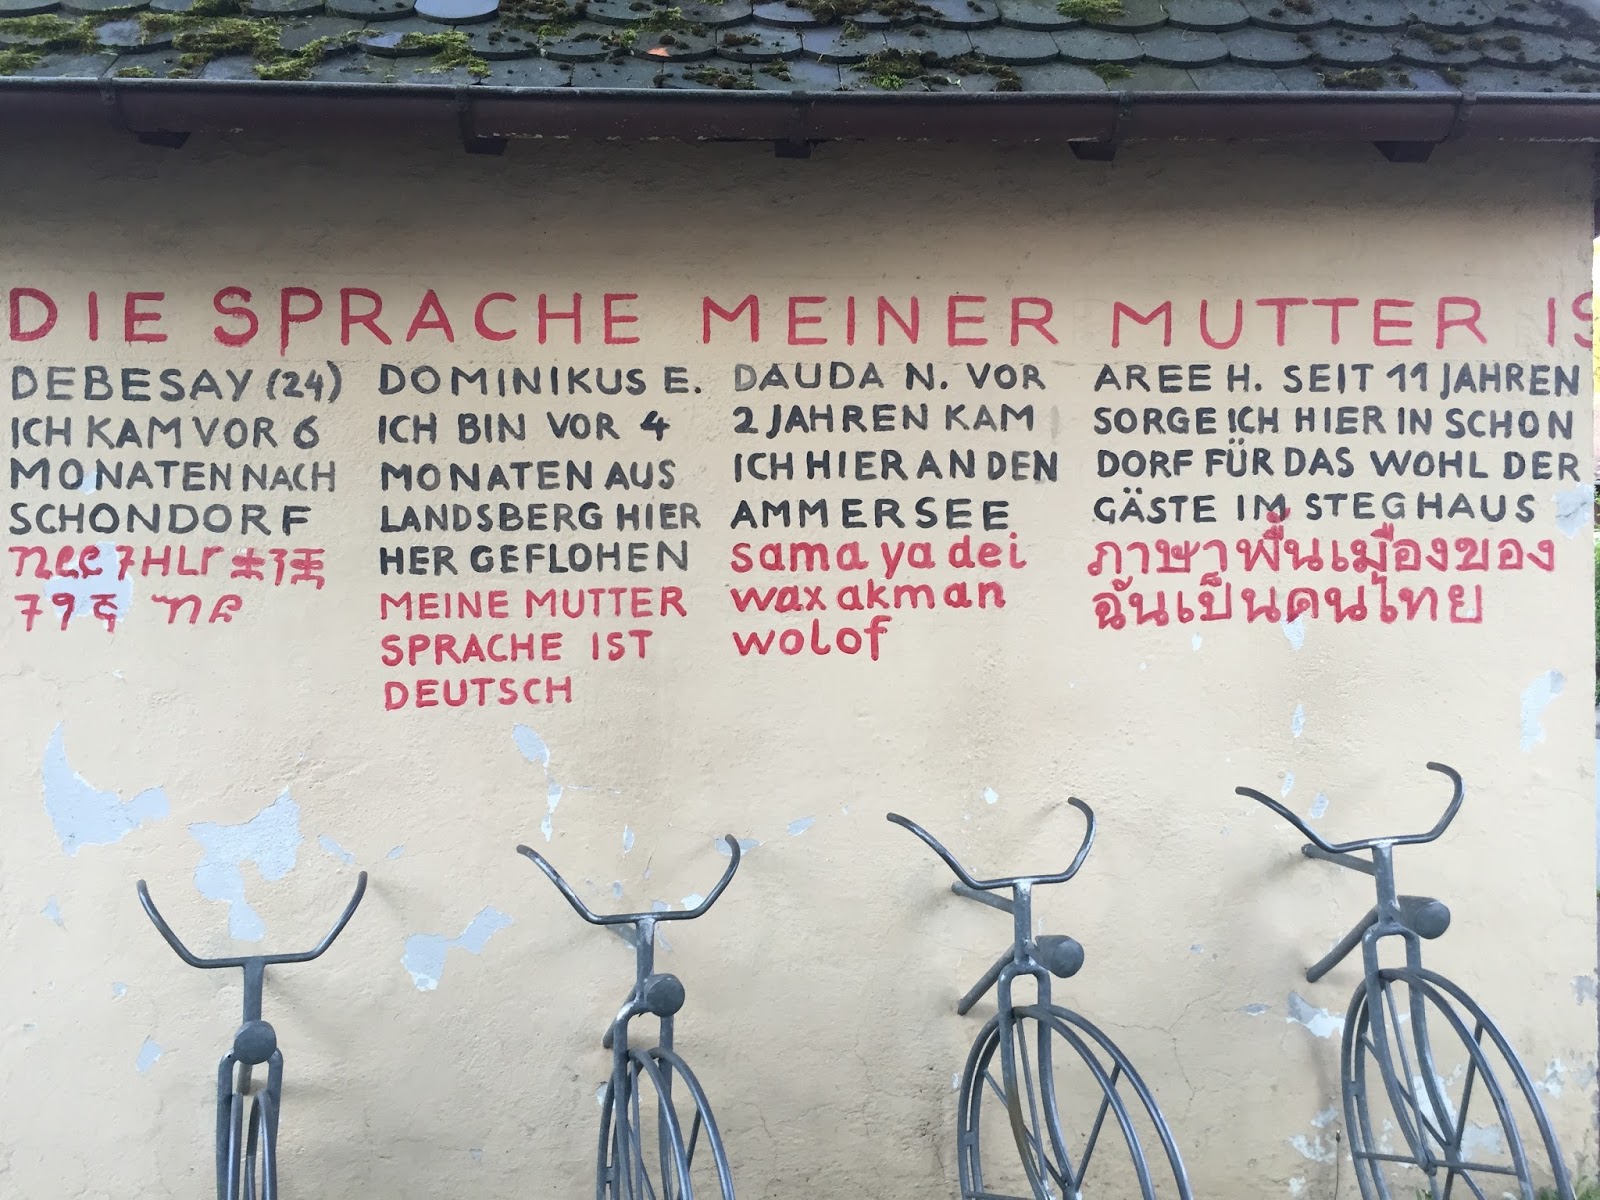 DIE SPRACHE MEINER MUTTER IS
DEBESAY (24)
ICH KAM VOR 6
MONATEN NACH
SCHONDORF
DOMINIKUS E.
ICH BIN VOR 4
MONATEN AUS
LANDSBERG HIER
HER GEFLOHEN
MEINE MUTTER
SPRACHE IST
DEUTSCH
DAUDA N. VOR
2 JAHREN KAM
ICH HIER AN DEN
AMMERSEE
sama ya dei
wax akman
wolof
AREE H. SEIT 11 JAHREN
SORGE ICH HIER IN SCHON
DORF FÜR DAS WOHL DER
GÄSTE IM STEGHAUS
ภาษาพื้นเมืองของ
ฉันเป็นคนไทย